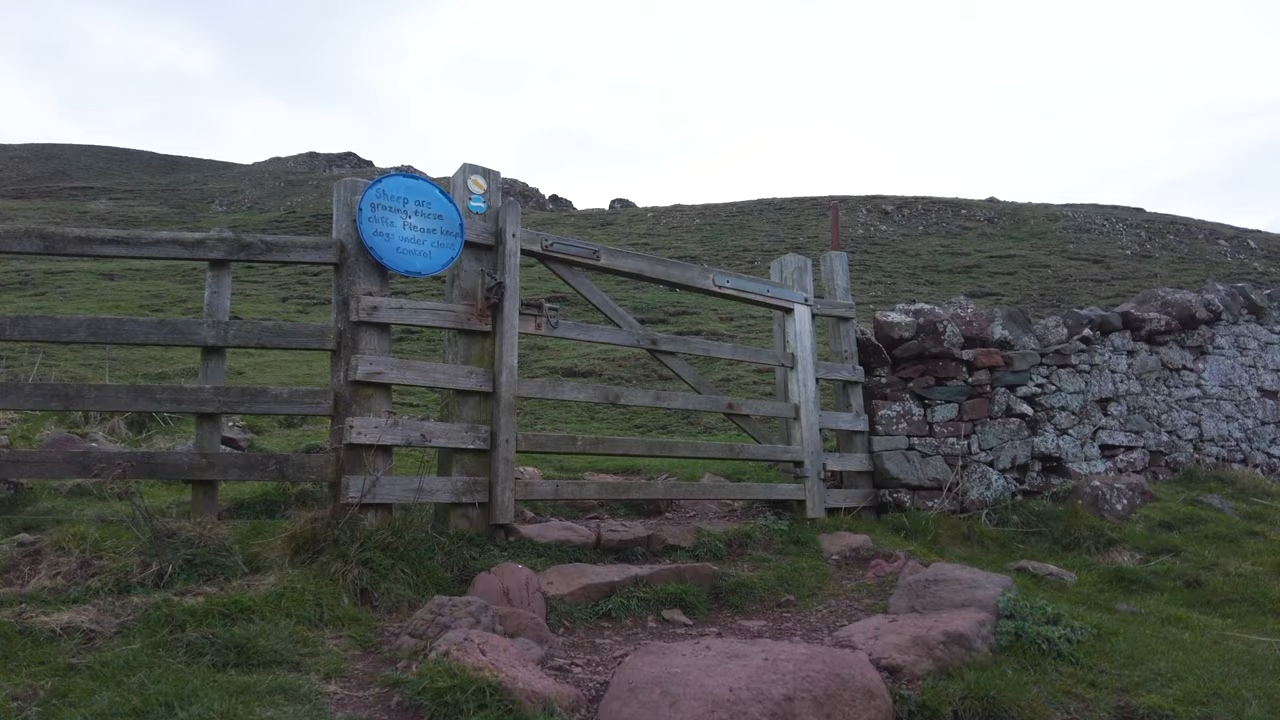 Sheep are
grazing, these
cliffs. Please keep
dogs under close
control